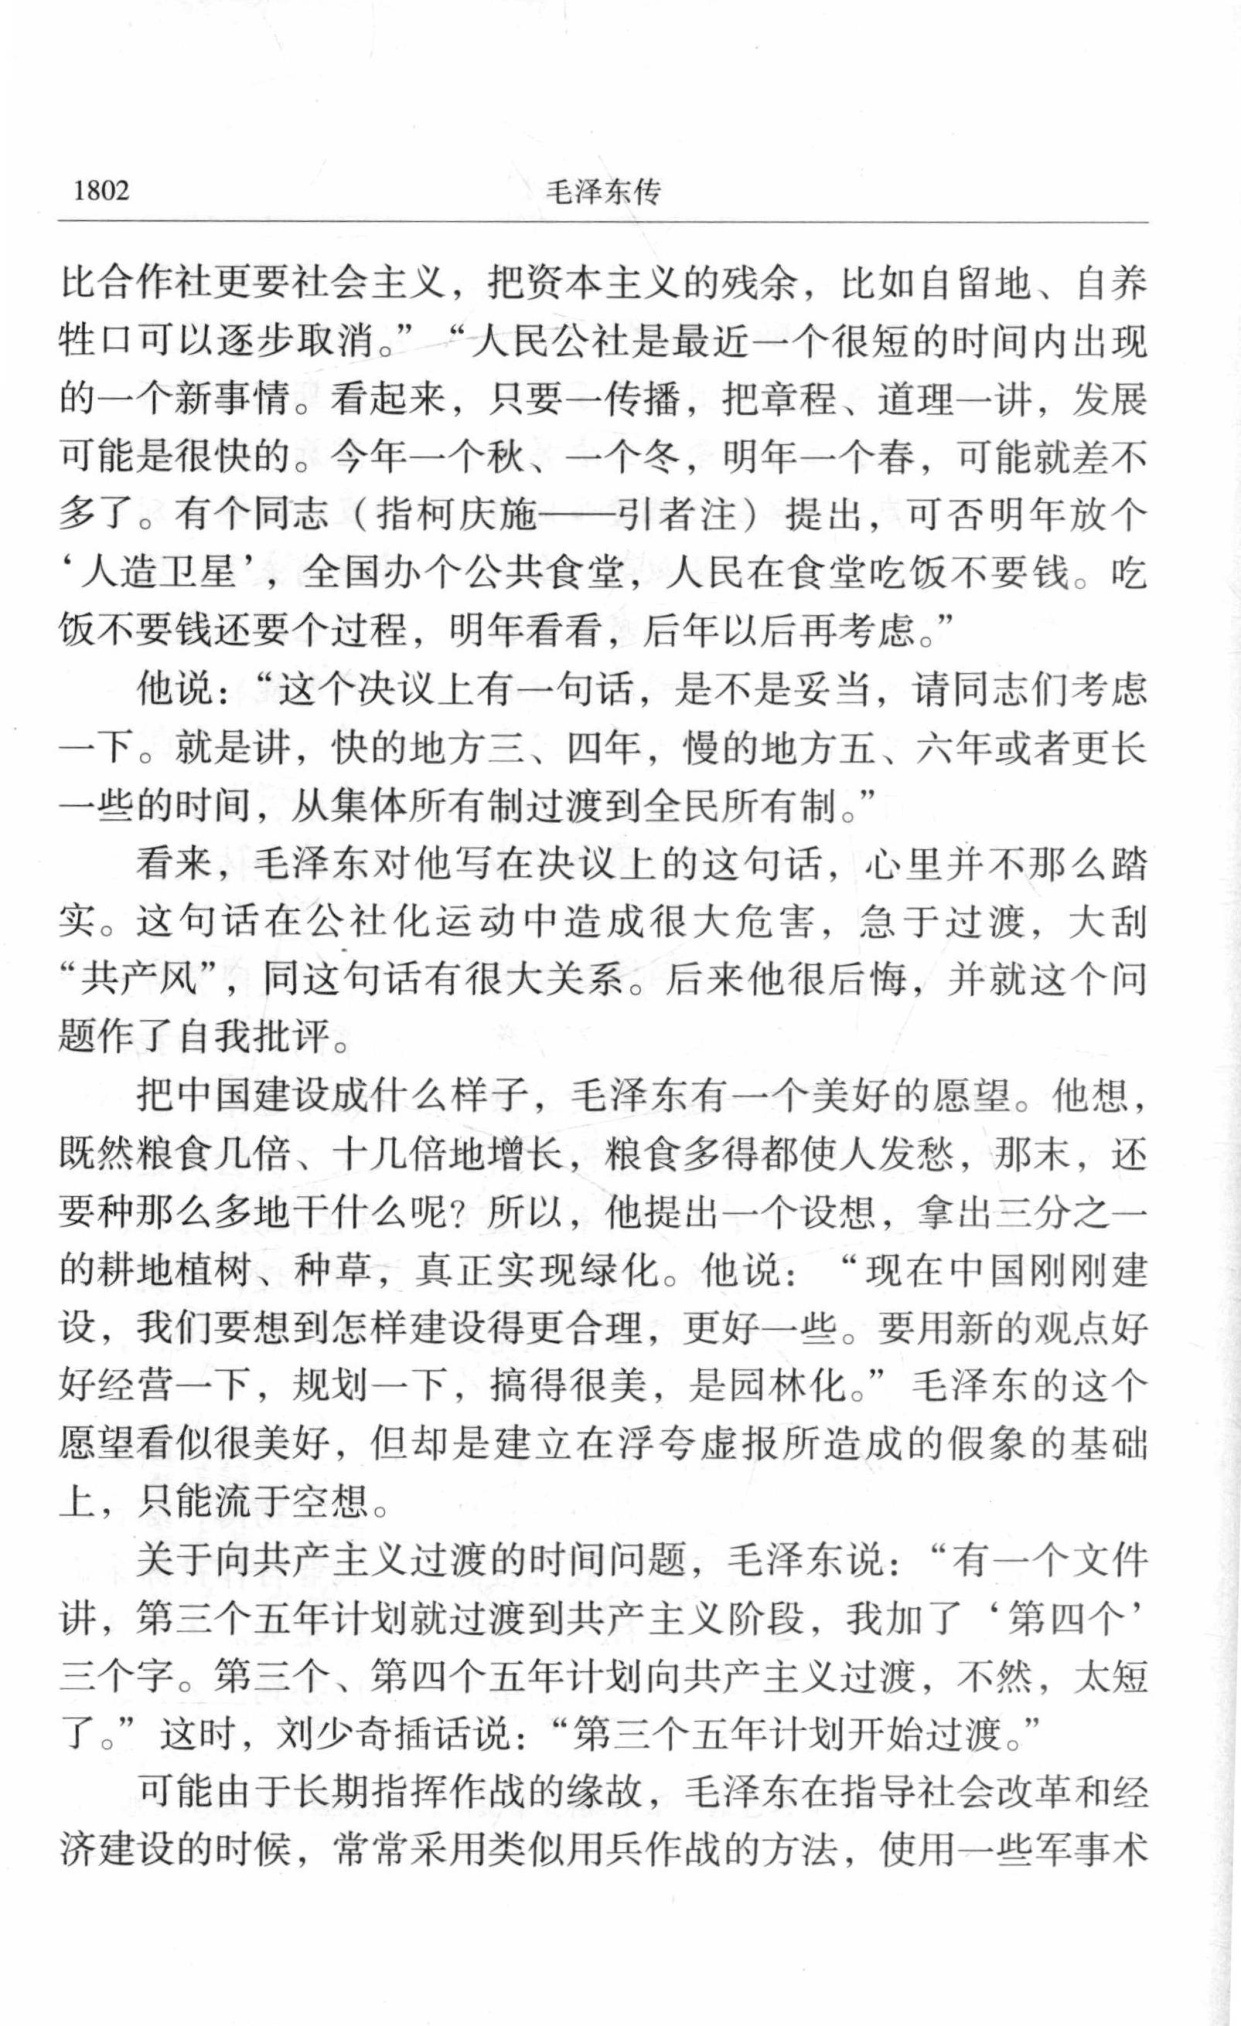 1802 毛泽东传
比合作社更要社会主义，把资本主义的残余，比如自留地、自养
牲口可以逐步取消。”“人民公社是最近一个很短的时间内出现
的一个新事情。看起来，只要一传播，把章程、道理一讲，发展
可能是很快的。今年一个秋、一个冬，明年一个春，可能就差不
多了。有个同志（指柯庆施——引者注）提出，可否明年放个
‘人造卫星’，全国办个公共食堂，人民在食堂吃饭不要钱。吃
饭不要钱还要个过程，明年看看，后年以后再考虑。”
他说：“这个决议上有一句话，是不是妥当，请同志们考虑
一下。就是讲，快的地方三、四年，慢的地方五、六年或者更长
一些的时间，从集体所有制过渡到全民所有制。”
看来，毛泽东对他写在决议上的这句话，心里并不那么踏
实。这句话在公社化运动中造成很大危害，急于过渡，大刮
“共产风”，同这句话有很大关系。后来他很后悔，并就这个问
题作了自我批评。
把中国建设成什么样子，毛泽东有一个美好的愿望。他想，
既然粮食几倍、十几倍地增长，粮食多得都使人发愁，那末，还
要种那么多地干什么呢？所以，他提出一个设想，拿出三分之一
的耕地植树、种草，真正实现绿化。他说：“现在中国刚刚建
设，我们要想到怎样建设得更合理，更好一些。要用新的观点好
好经营一下，规划一下，搞得很美，是园林化。”毛泽东的这个
愿望看似很美好，但却是建立在浮夸虚报所造成的假象的基础
上，只能流于空想。
关于向共产主义过渡的时间问题，毛泽东说：“有一个文件
讲，第三个五年计划就过渡到共产主义阶段，我加了‘第四个’
三个字。第三个、第四个五年计划向共产主义过渡，不然，太短
了。”这时，刘少奇插话说：“第三个五年计划开始过渡。”
可能由于长期指挥作战的缘故，毛泽东在指导社会改革和经
济建设的时候，常常采用类似用兵作战的方法，使用一些军事术